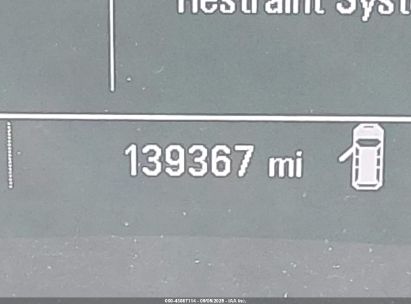 Restraint Syst
139367 mi